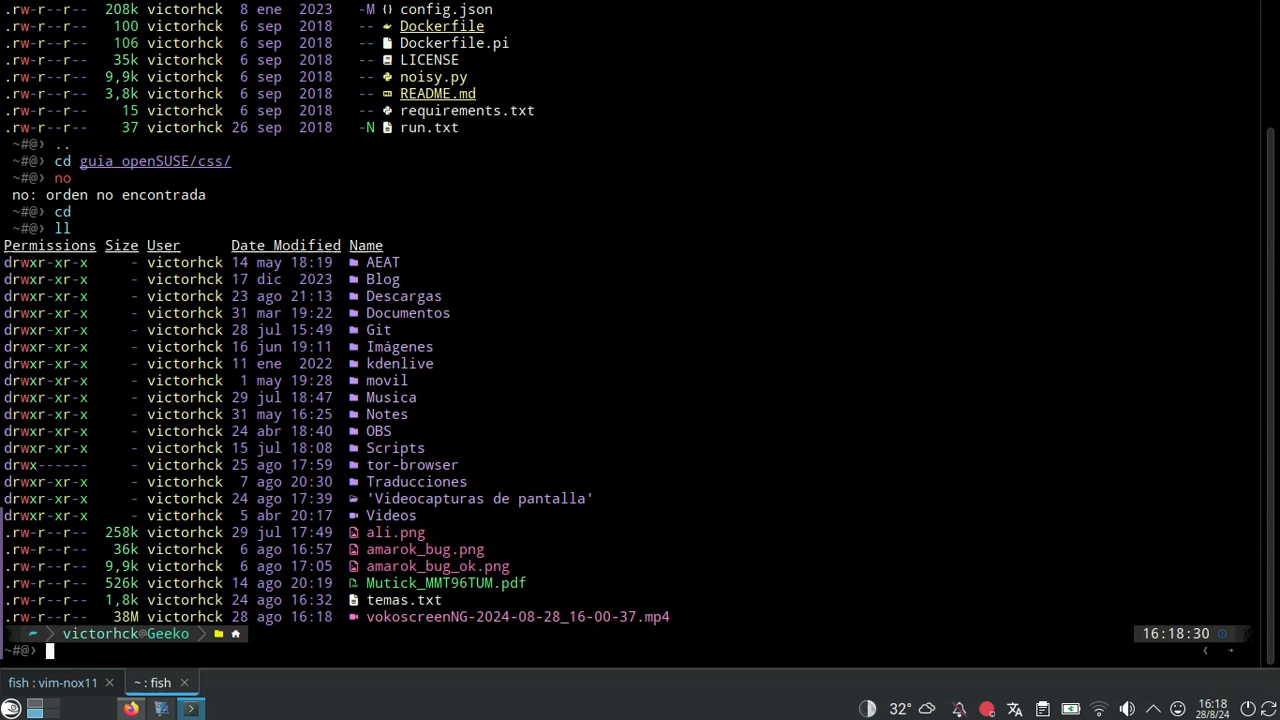 .rw-r--r-- 208k victorhck 8 ene 2023 -M {} config.json
.rw-r--r-- 100 victorhck 6 sep 2018 -- Dockerfile
.rw-r--r-- 106 victorhck 6 sep 2018 -- Dockerfile.pi
.rw-r--r-- 35k victorhck 6 sep 2018 -- LICENSE
.rw-r--r-- 9,9k victorhck 6 sep 2018 -- noisy.py
.rw-r--r-- 3,8k victorhck 6 sep 2018 -- README.md
.rw-r--r-- 15 victorhck 6 sep 2018 -- requirements.txt
.rw-r--r-- 37 victorhck 26 sep 2018 -N run.txt
~#@❯ ..
~#@❯ cd guia_openSUSE/css/
~#@❯ no
no: orden no encontrada
~#@❯ cd
~#@❯ ll
Permissions Size User Date Modified Name
drwxr-xr-x - victorhck 14 may 18:19 AEAT
drwxr-xr-x - victorhck 17 dic 2023 Blog
drwxr-xr-x - victorhck 23 ago 21:13 Descargas
drwxr-xr-x - victorhck 31 mar 19:22 Documentos
drwxr-xr-x - victorhck 28 jul 15:49 Git
drwxr-xr-x - victorhck 16 jun 19:11 Imágenes
drwxr-xr-x - victorhck 11 ene 2022 kdenlive
drwxr-xr-x - victorhck 1 may 19:28 movil
drwxr-xr-x - victorhck 29 jul 18:47 Musica
drwxr-xr-x - victorhck 31 may 16:25 Notes
drwxr-xr-x - victorhck 24 abr 18:40 OBS
drwxr-xr-x - victorhck 15 jul 18:08 Scripts
drwx------ - victorhck 25 ago 17:59 tor-browser
drwxr-xr-x - victorhck 7 ago 20:30 Traducciones
drwxr-xr-x - victorhck 24 ago 17:39 'Videocapturas de pantalla'
drwxr-xr-x - victorhck 5 abr 20:17 Videos
.rw-r--r-- 258k victorhck 29 jul 17:49 ali.png
.rw-r--r-- 36k victorhck 6 ago 16:57 amarok_bug.png
.rw-r--r-- 9,9k victorhck 6 ago 17:05 amarok_bug_ok.png
.rw-r--r-- 526k victorhck 14 ago 20:19 Mutick_MMT96TUM.pdf
.rw-r--r-- 1,8k victorhck 24 ago 16:32 temas.txt
.rw-r--r-- 38M victorhck 28 ago 16:18 vokoscreenNG-2024-08-28_16-00-37.mp4
victorhck@Geeko 16:18:30
~#@❯
fish : vim-nox11 ~ : fish
32° 16:18
28/8/24